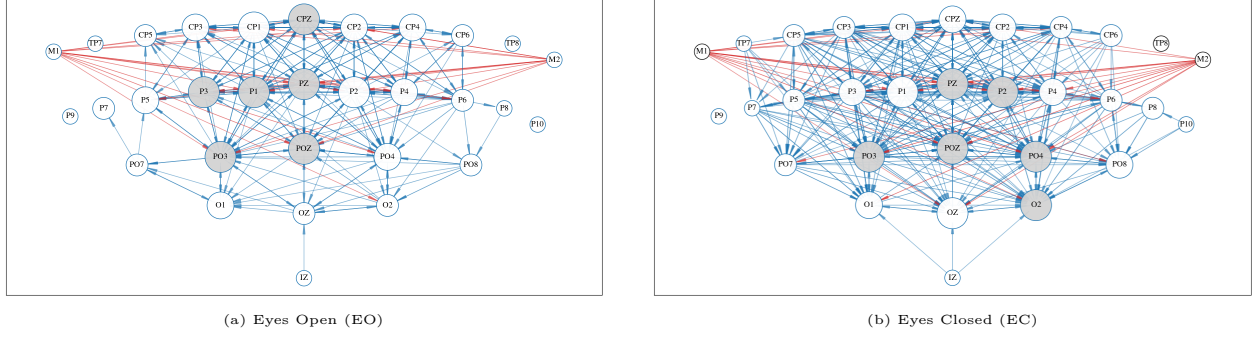 CPZ CPZ
CP3 CP1 CP2 CP4 CP3 CP1 CP2 CP4
CP5 CP6 CP5 CP6
TP7 TP8 TP7 TP8
M1 M2 M1 M2
PZ PZ
P3 P1 P2 P4 P3 P1 P2 P4
P5 P6 P5 P6
P7 P8 P7 P8
P9 P10 P9 P10
POZ POZ
PO3 PO4 PO3 PO4
PO7 PO8 PO7 PO8
O1 O2 O1 O2
OZ OZ
IZ IZ
(a) Eyes Open (EO) (b) Eyes Closed (EC)